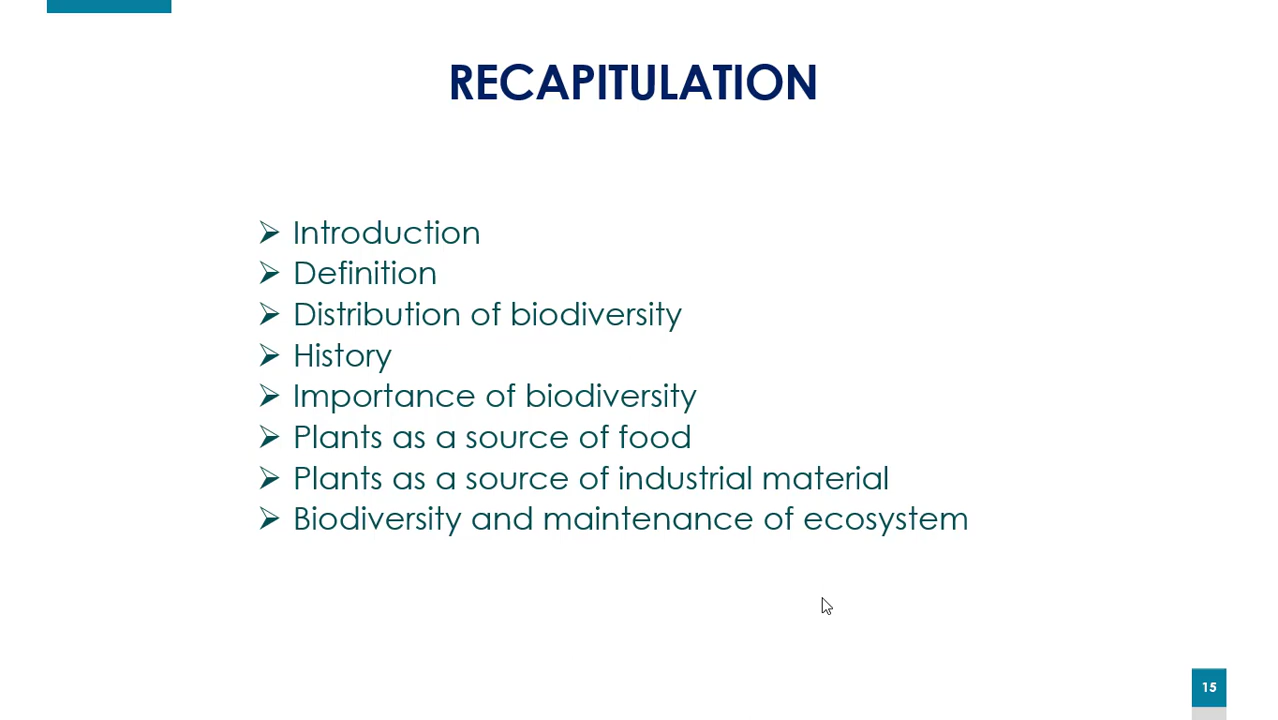 RECAPITULATION
➢ Introduction
➢ Definition
➢ Distribution of biodiversity
➢ History
➢ Importance of biodiversity
➢ Plants as a source of food
➢ Plants as a source of industrial material
➢ Biodiversity and maintenance of ecosystem
15